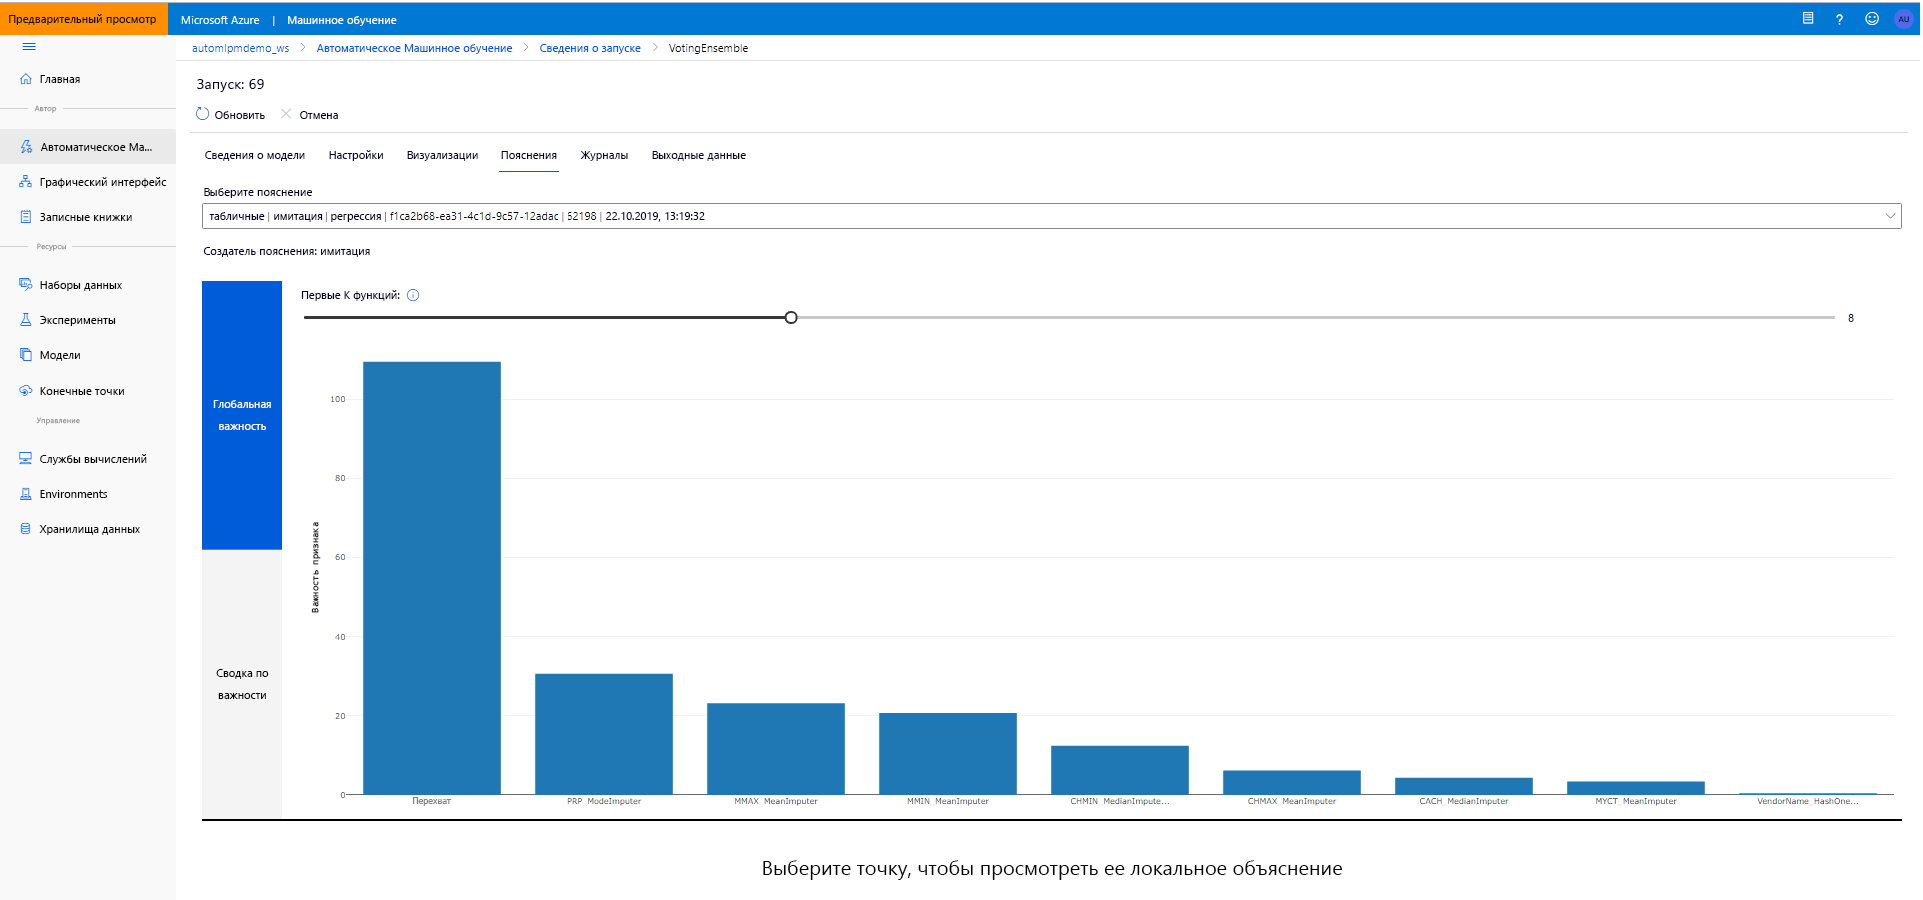 Предварительный просмотр
Microsoft Azure | Машинное обучение
AU
automlpmdemo_ws > Автоматическое Машинное обучение > Сведения о запуске > VotingEnsemble
Главная
Автор
Автоматическое Ма...
Графический интерфейс
Записные книжки
Ресурсы
Наборы данных
Эксперименты
Модели
Конечные точки
Управление
Службы вычислений
Environments
Хранилища данных
Запуск: 69
Обновить
Отмена
Сведения о модели
Настройки
Визуализации
Пояснения
Журналы
Выходные данные
Выберите пояснение
табличные | имитация | регрессия | f1ca2b68-ea31-4c1d-9c57-12adac | 52198 | 22.10.2019, 13:19:32
Создатель пояснения: имитация
Глобальная
важность
Сводка по
важности
Первые К функций:
8
Важность признака
100
80
60
40
20
0
Перехват
PRP_ModeImputer
MMAX_MeanImputer
MMIN_MeanImputer
CHMIN_MedianImpute...
CHMAX_MeanImputer
CACH_MedianImputer
MYCT_MeanImputer
VendorName_HashOne...
Выберите точку, чтобы просмотреть ее локальное объяснение